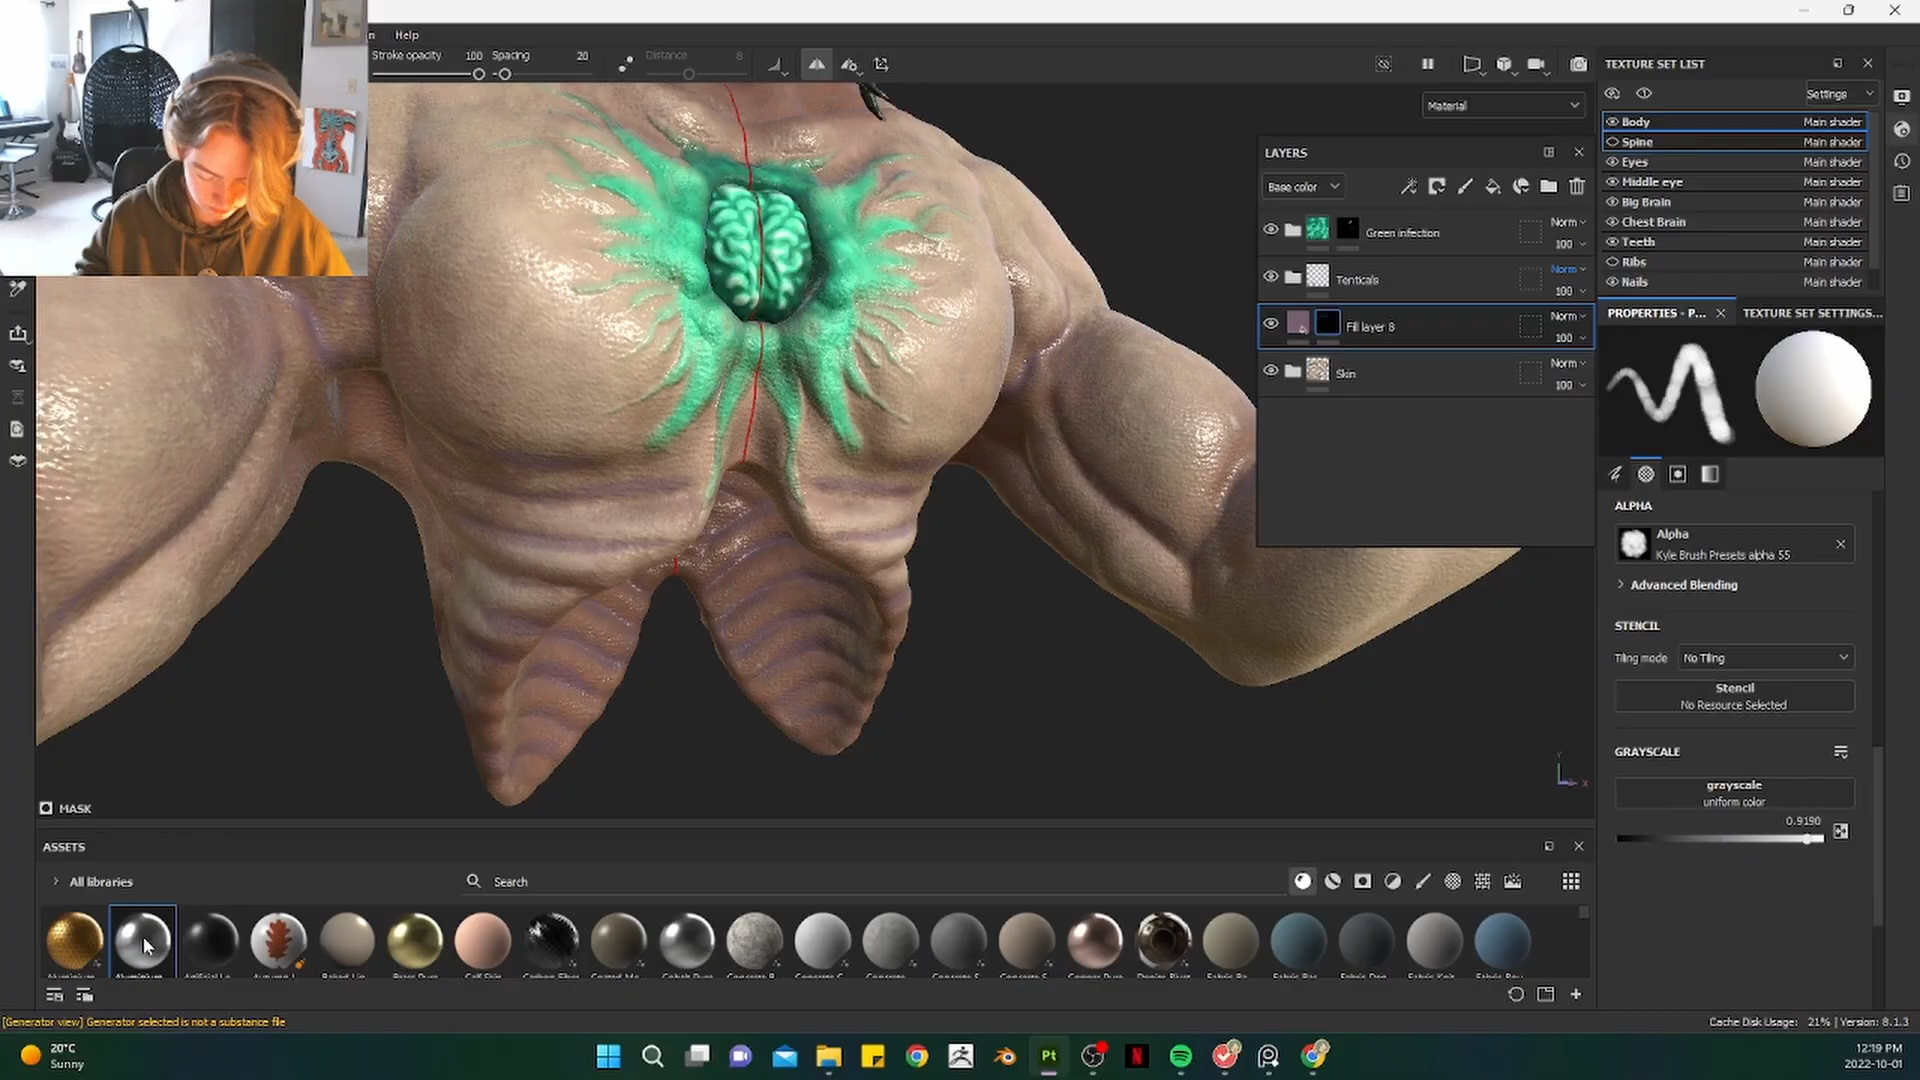 Help
Stroke opacity 100 Spacing 20 Distance 8
Material
LAYERS
Base color
Green infection Norm 100
Tenticals Norm 100
Fill layer 8 Norm 100
Skin Norm 100
TEXTURE SET LIST
Settings
Body Main shader
Spine Main shader
Eyes Main shader
Middle eye Main shader
Big Brain Main shader
Chest Brain Main shader
Teeth Main shader
Ribs Main shader
Nails Main shader
PROPERTIES - P... TEXTURE SET SETTINGS...
ALPHA
Alpha
Kyle Brush Presets alpha 55
Advanced Blending
STENCIL
Tiling mode No Tiling
Stencil
No Resource Selected
GRAYSCALE
grayscale
uniform color
0.9190
MASK
Y
X
ASSETS
All libraries
Search
[Generator view] Generator selected is not a substance file
Cache Disk Usage: 21% | Version: 8.1.3
20°C
Sunny
Pt
N
12:19 PM
2022-10-01